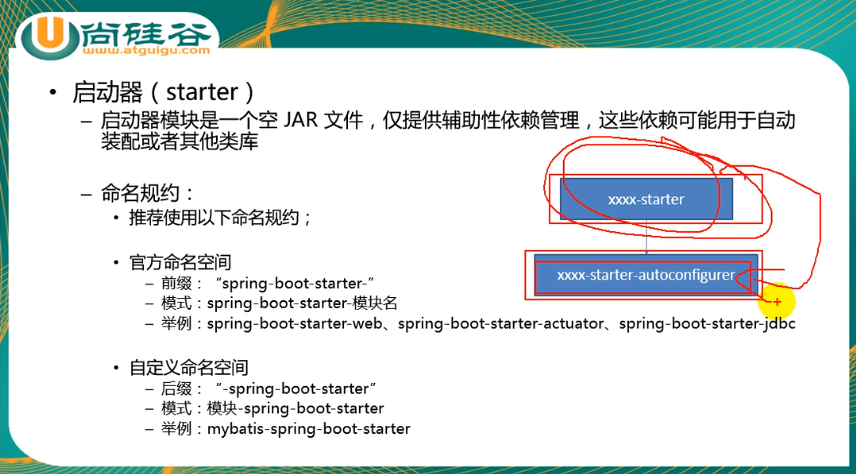 尚硅谷
www.atguigu.com
• 启动器（starter）
– 启动器模块是一个空 JAR 文件，仅提供辅助性依赖管理，这些依赖可能用于自动
装配或者其他类库
– 命名规约：
• 推荐使用以下命名规约；
• 官方命名空间
– 前缀：“spring-boot-starter-”
– 模式：spring-boot-starter-模块名
– 举例：spring-boot-starter-web、spring-boot-starter-actuator、spring-boot-starter-jdbc
• 自定义命名空间
– 后缀：“-spring-boot-starter”
– 模式：模块-spring-boot-starter
– 举例：mybatis-spring-boot-starter
xxxx-starter
xxxx-starter-autoconfigurer